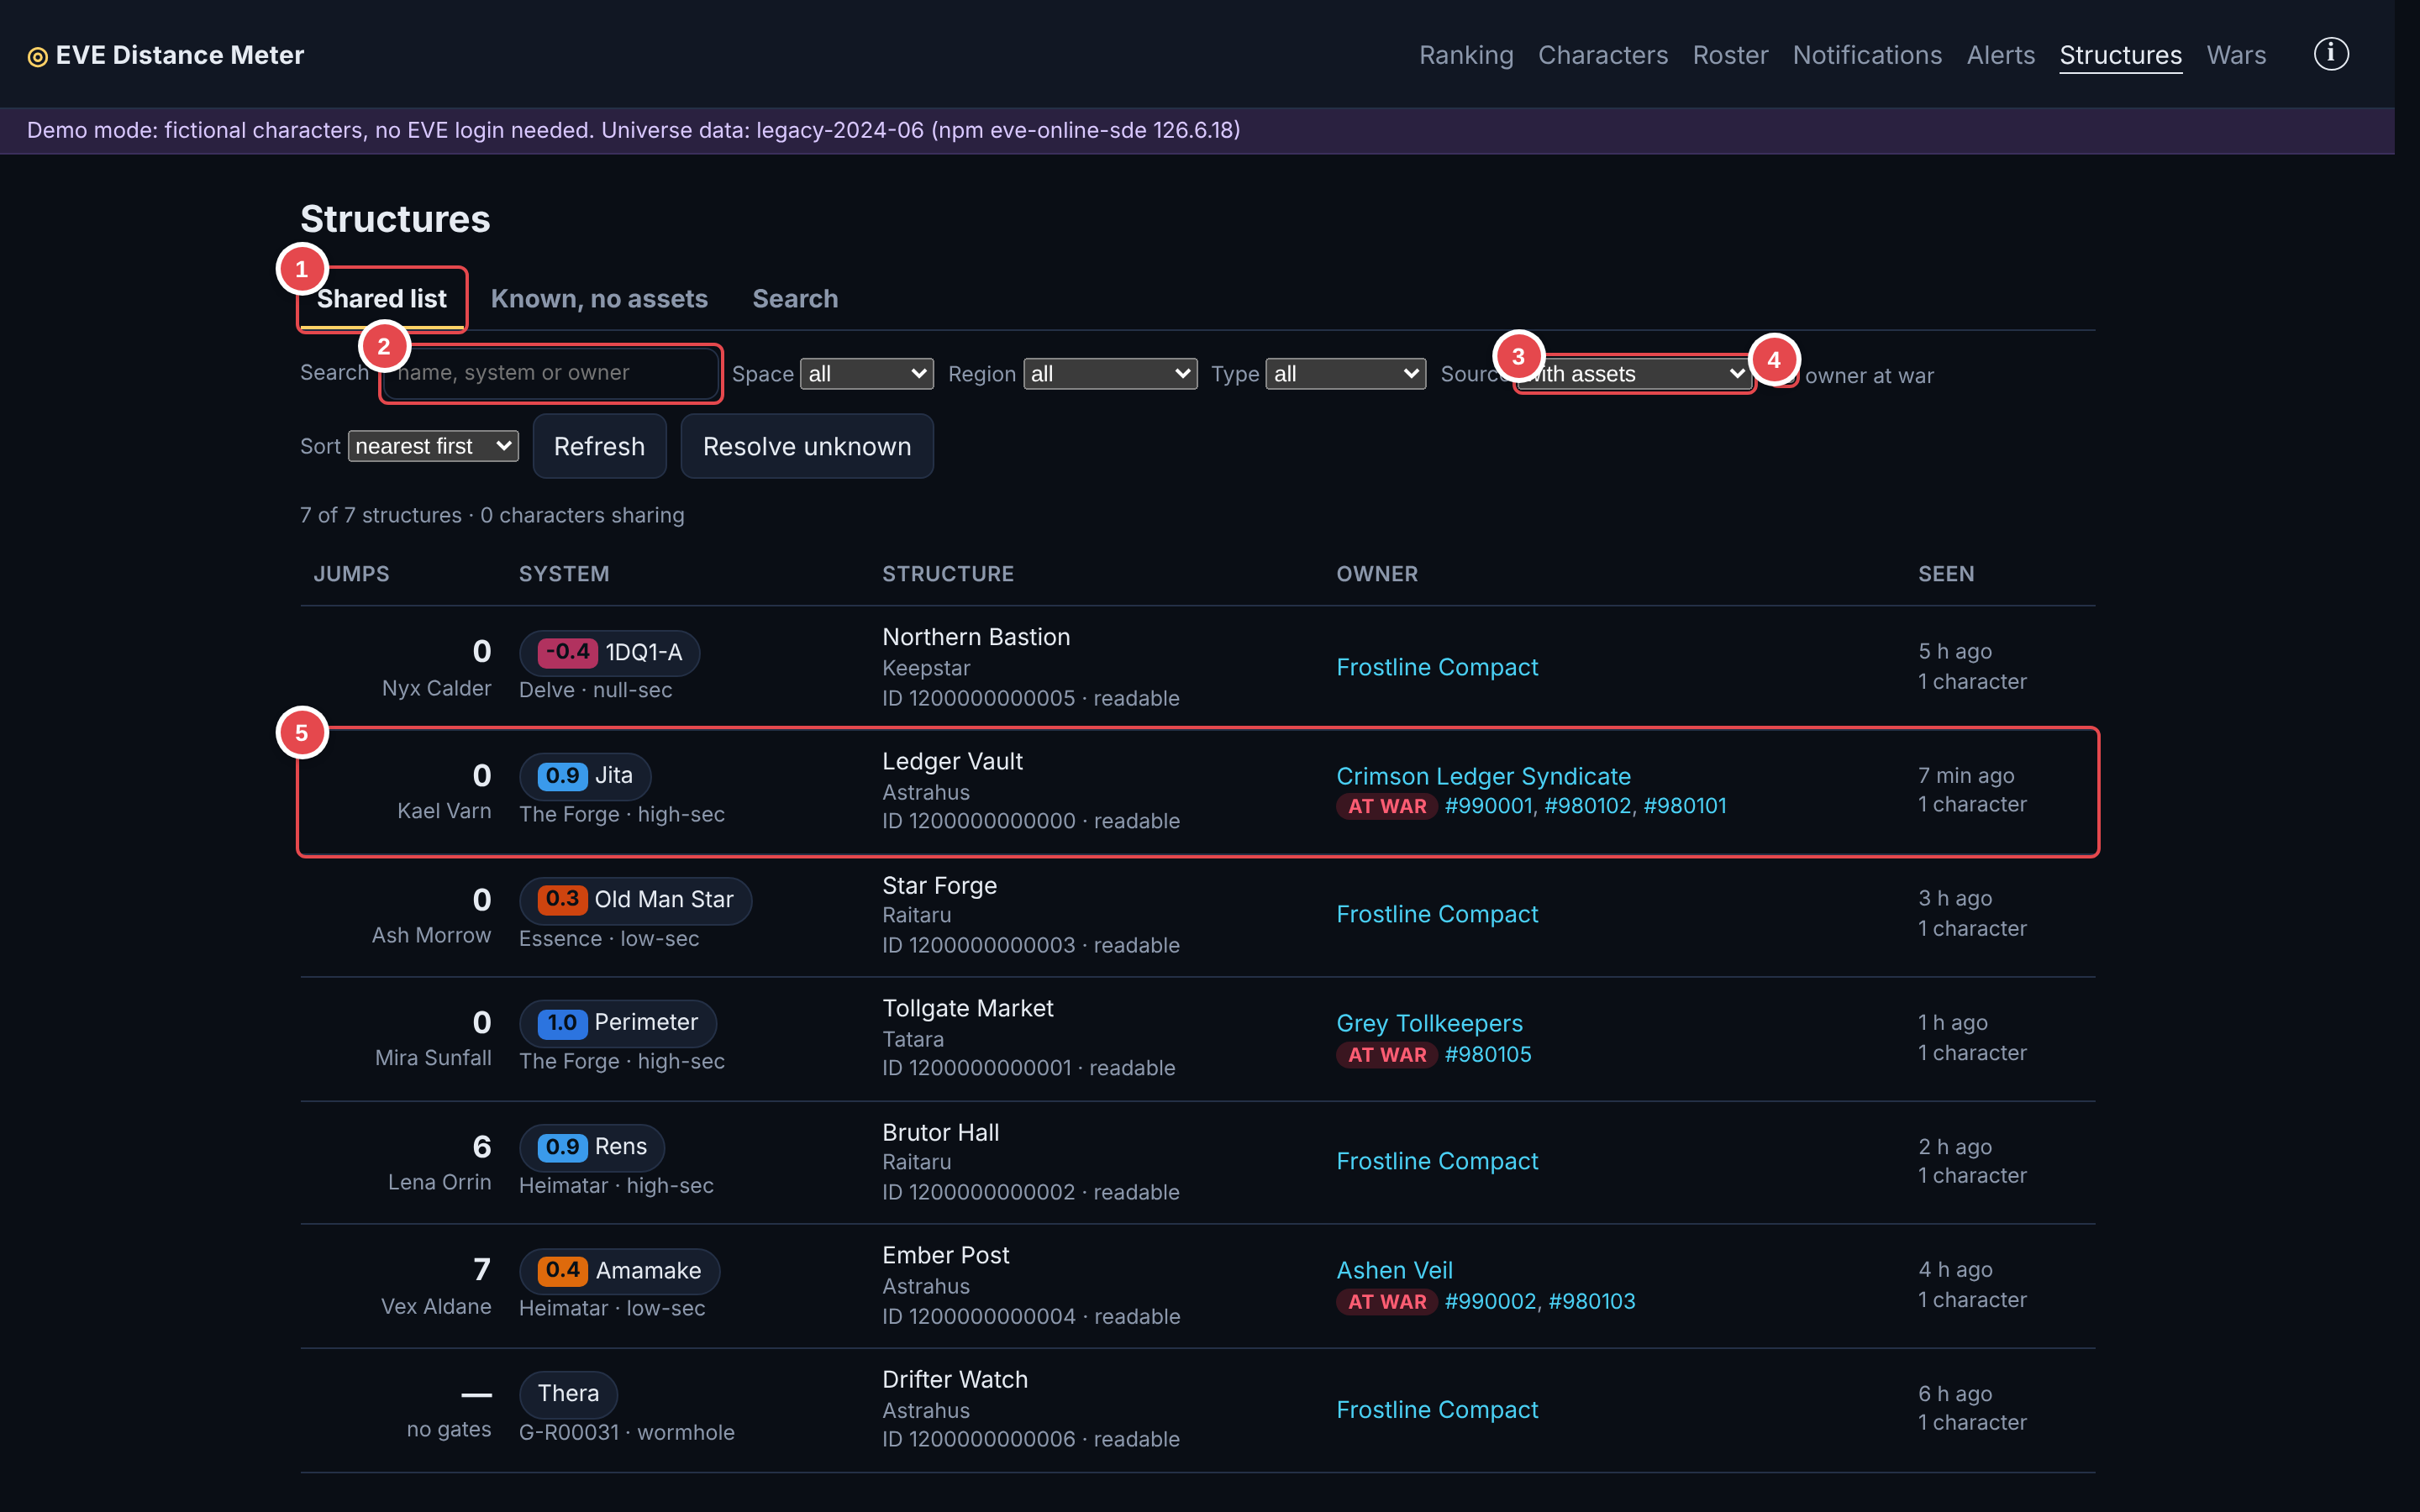 EVE Distance Meter
Ranking Characters Roster Notifications Alerts Structures Wars i
Demo mode: fictional characters, no EVE login needed. Universe data: legacy-2024-06 (npm eve-online-sde 126.6.18)
Structures
1
Shared list Known, no assets Search
2 3 4
Search name, system or owner Space all Region all Type all Source with assets owner at war
Sort nearest first Refresh Resolve unknown
7 of 7 structures · 0 characters sharing
JUMPS SYSTEM STRUCTURE OWNER SEEN
0 -0.4 1DQ1-A Northern Bastion Frostline Compact 5 h ago
Nyx Calder Delve · null-sec Keepstar 1 character
ID 1200000000005 · readable
5
0 0.9 Jita Ledger Vault Crimson Ledger Syndicate 7 min ago
Kael Varn The Forge · high-sec Astrahus AT WAR #990001, #980102, #980101 1 character
ID 1200000000000 · readable
0 0.3 Old Man Star Star Forge Frostline Compact 3 h ago
Ash Morrow Essence · low-sec Raitaru 1 character
ID 1200000000003 · readable
0 1.0 Perimeter Tollgate Market Grey Tollkeepers 1 h ago
Mira Sunfall The Forge · high-sec Tatara AT WAR #980105 1 character
ID 1200000000001 · readable
6 0.9 Rens Brutor Hall Frostline Compact 2 h ago
Lena Orrin Heimatar · high-sec Raitaru 1 character
ID 1200000000002 · readable
7 0.4 Amamake Ember Post Ashen Veil 4 h ago
Vex Aldane Heimatar · low-sec Astrahus AT WAR #990002, #980103 1 character
ID 1200000000004 · readable
— Thera Drifter Watch Frostline Compact 6 h ago
no gates G-R00031 · wormhole Astrahus 1 character
ID 1200000000006 · readable